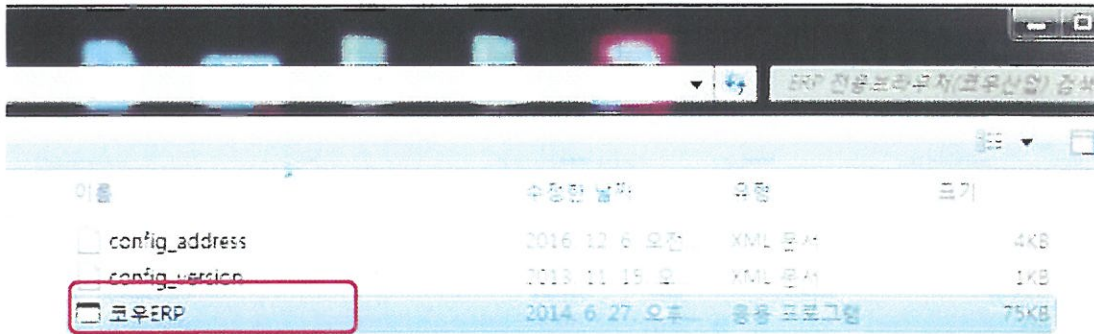 ERP 전용브라우저(코우산업) 검색
이름 수정한 날짜 유형 크기
config_address 2016. 12. 6. 오전... XML 문서 4KB
config_version 2013. 11. 15. 오... XML 문서 1KB
코우ERP 2014. 6. 27. 오후... 응용 프로그램 75KB